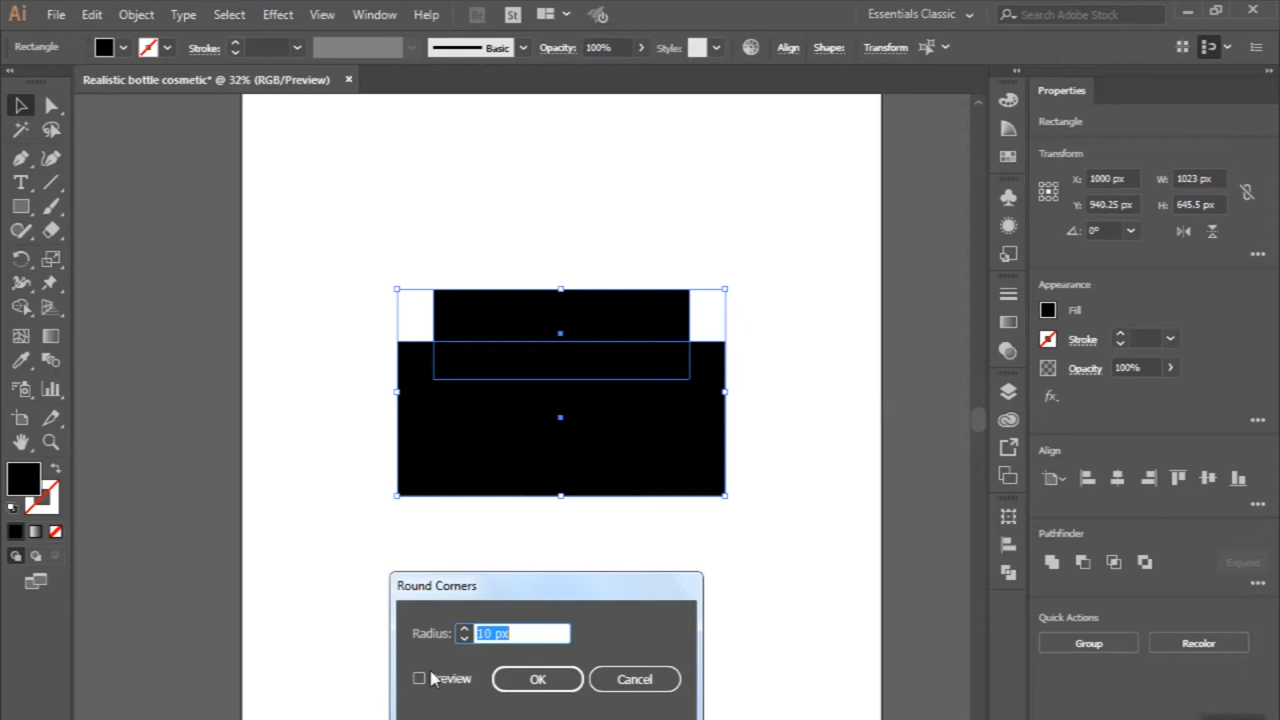 Ai File Edit Object Type Select Effect View Window Help Br St Essentials Classic Search Adobe Stock
Rectangle Stroke: Basic Opacity: 100% Style: Align Shape: Transform
Realistic bottle cosmetic* @ 32% (RGB/Preview)
Properties
Rectangle
Transform
X: 1000 px W: 1023 px
Y: 940.25 px H: 645.5 px
0°
Appearance
Fill
Stroke
Opacity 100%
fx
Align
Pathfinder
Expand
Quick Actions
Group Recolor
Round Corners
Radius: 10 px
Preview OK Cancel